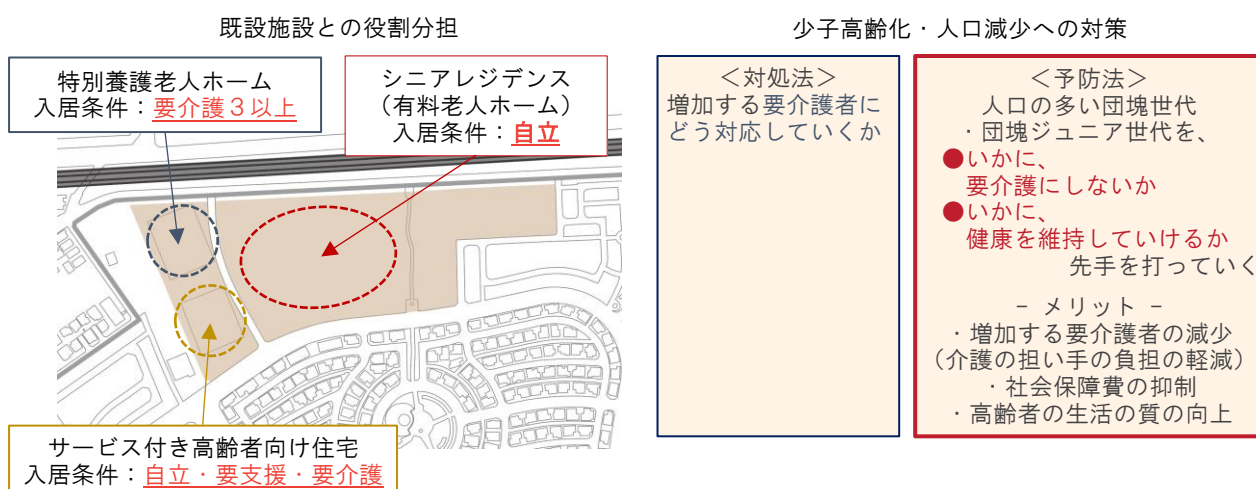 既設施設との役割分担
特別養護老人ホーム
入居条件：要介護３以上
シニアレジデンス
（有料老人ホーム）
入居条件：自立
サービス付き高齢者向け住宅
入居条件：自立・要支援・要介護
少子高齢化・人口減少への対策
＜対処法＞
増加する要介護者に
どう対応していくか
＜予防法＞
人口の多い団塊世代
・団塊ジュニア世代を、
●いかに、
要介護にしないか
●いかに、
健康を維持していけるか
先手を打っていく
－ メリット －
・増加する要介護者の減少
（介護の担い手の負担の軽減）
・社会保障費の抑制
・高齢者の生活の質の向上